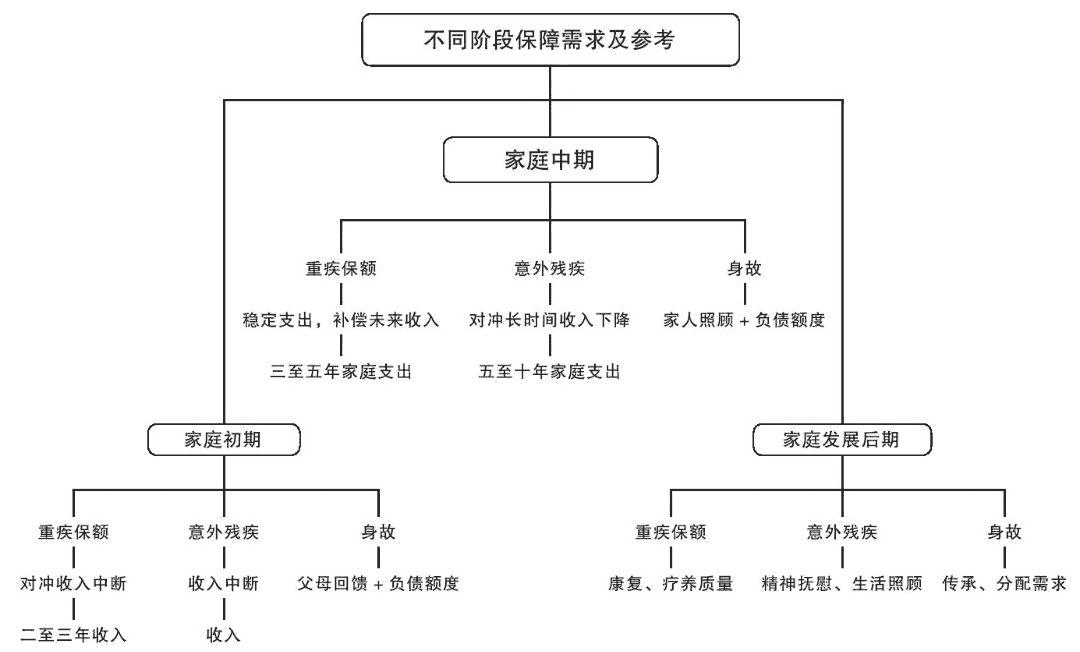 不同阶段保障需求及参考
家庭中期
重疾保额
意外残疾
身故
稳定支出，补偿未来收入
对冲长时间收入下降
家人照顾 + 负债额度
三至五年家庭支出
五至十年家庭支出
家庭初期
重疾保额
意外残疾
身故
对冲收入中断
收入中断
父母回馈 + 负债额度
二至三年收入
收入
家庭发展后期
重疾保额
意外残疾
身故
康复、疗养质量
精神抚慰、生活照顾
传承、分配需求